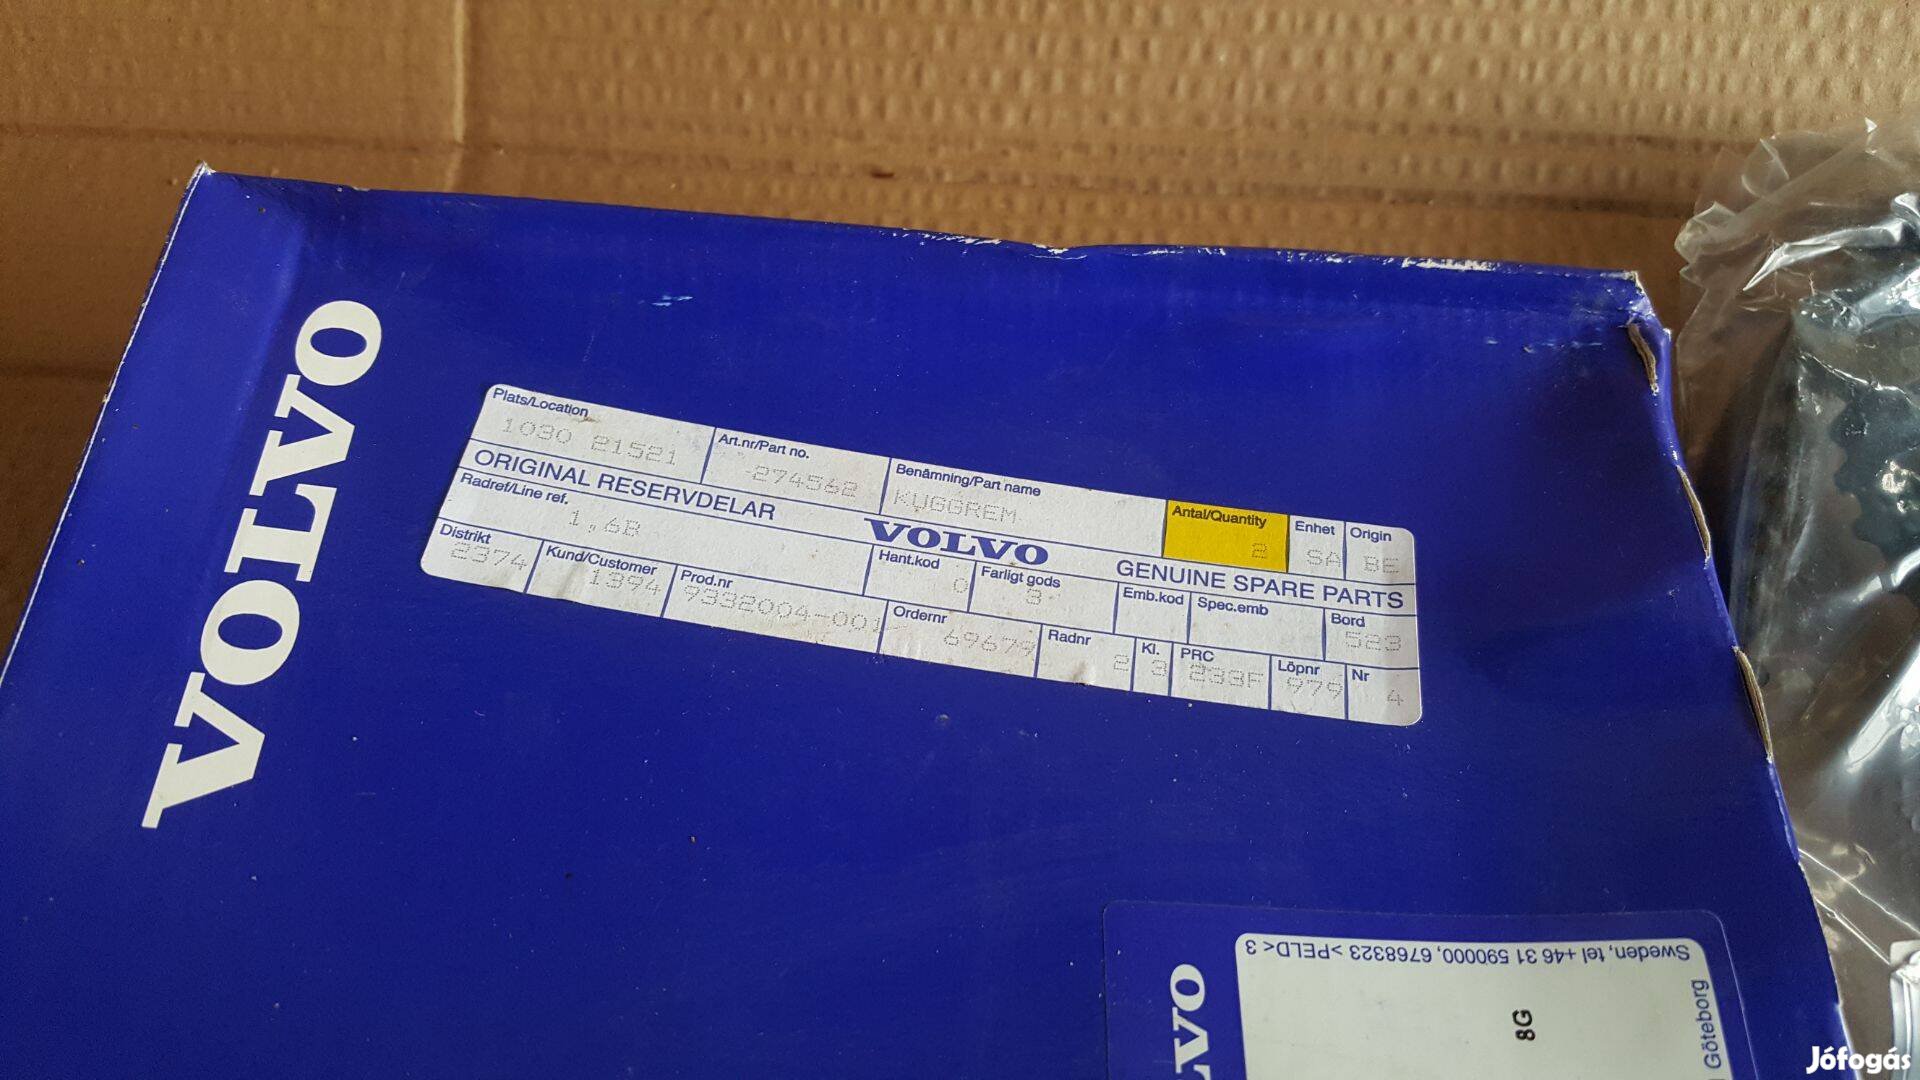 VOLVO
Plats/Location
1030 21521
Art.nr/Part no.
274562
Benämning/Part name
KUGGREM
Antal/Quantity
2
Enhet
SA
Origin
BE
ORIGINAL RESERVDELAR
VOLVO
GENUINE SPARE PARTS
Radref/Line ref.
1,6B
Hant.kod
0
Farligt gods
3
Emb.kod
Spec.emb
Bord
523
Distrikt
2374
Kund/Customer
1394
Prod.nr
9332004-001
Ordernr
69679
Radnr
2
Kl.
3
PRC
233F
Löpnr
979
Nr
4
Sweden, tel +46 31 590000, 6768323 >PELD< 3
8G
Göteborg
Jófogás